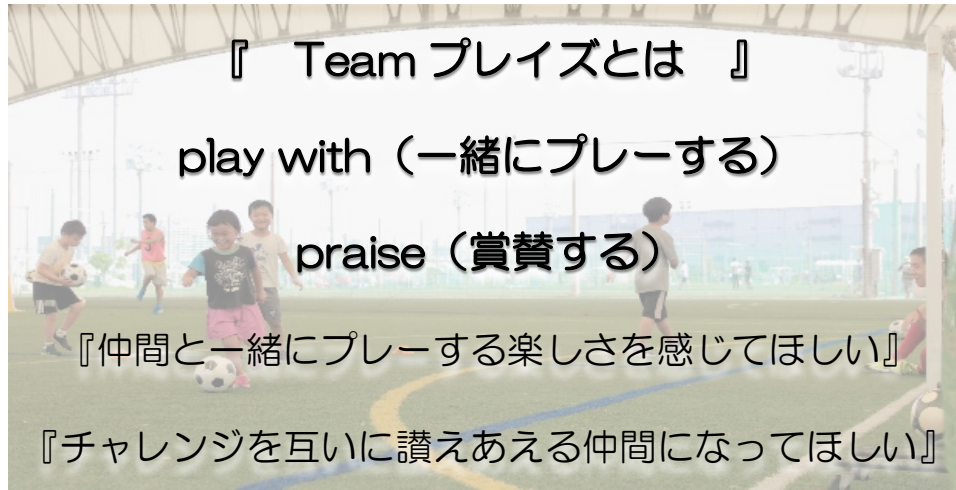 『　Team プレイズとは　』
play with（一緒にプレーする）
praise（賞賛する）
『仲間と一緒にプレーする楽しさを感じてほしい』
『チャレンジを互いに讃えあえる仲間になってほしい』